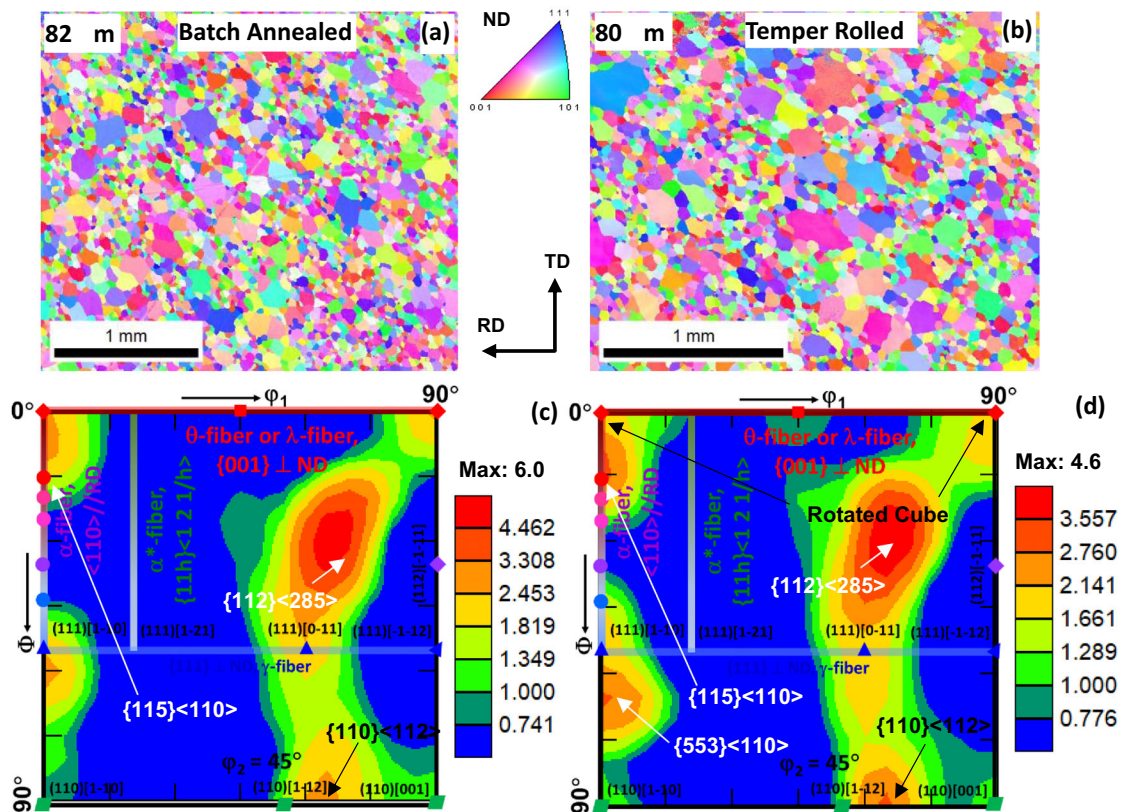 82 m
Batch Annealed
(a)
ND
111
001
101
80 m
Temper Rolled
(b)
1 mm
TD
RD
1 mm
0°
φ1
90°
(c)
θ-fiber or λ-fiber,
{001} ⊥ ND
α-fiber,
<110>//RD
α*-fiber,
{11h}<1 2 1/h>
{112}<285>
(112)[-1-11]
Φ
(111)[1-10]
(111)[1-21]
(111)[0-11]
(111)[-1-12]
{111} ⊥ ND, γ-fiber
{115}<110>
{110}<112>
φ2 = 45°
90°
(110)[1-10]
(110)[1-12]
(110)[001]
Max: 6.0
4.462
3.308
2.453
1.819
1.349
1.000
0.741
0°
φ1
90°
(d)
θ-fiber or λ-fiber,
{001} ⊥ ND
Rotated Cube
α-fiber,
<110>//RD
α*-fiber,
{11h}<1 2 1/h>
{112}<285>
(112)[-1-11]
Φ
(111)[1-10]
(111)[1-21]
(111)[0-11]
(111)[-1-12]
{111} ⊥ ND, γ-fiber
{115}<110>
{553}<110>
{110}<112>
φ2 = 45°
90°
(110)[1-10]
(110)[1-12]
(110)[001]
Max: 4.6
3.557
2.760
2.141
1.661
1.289
1.000
0.776